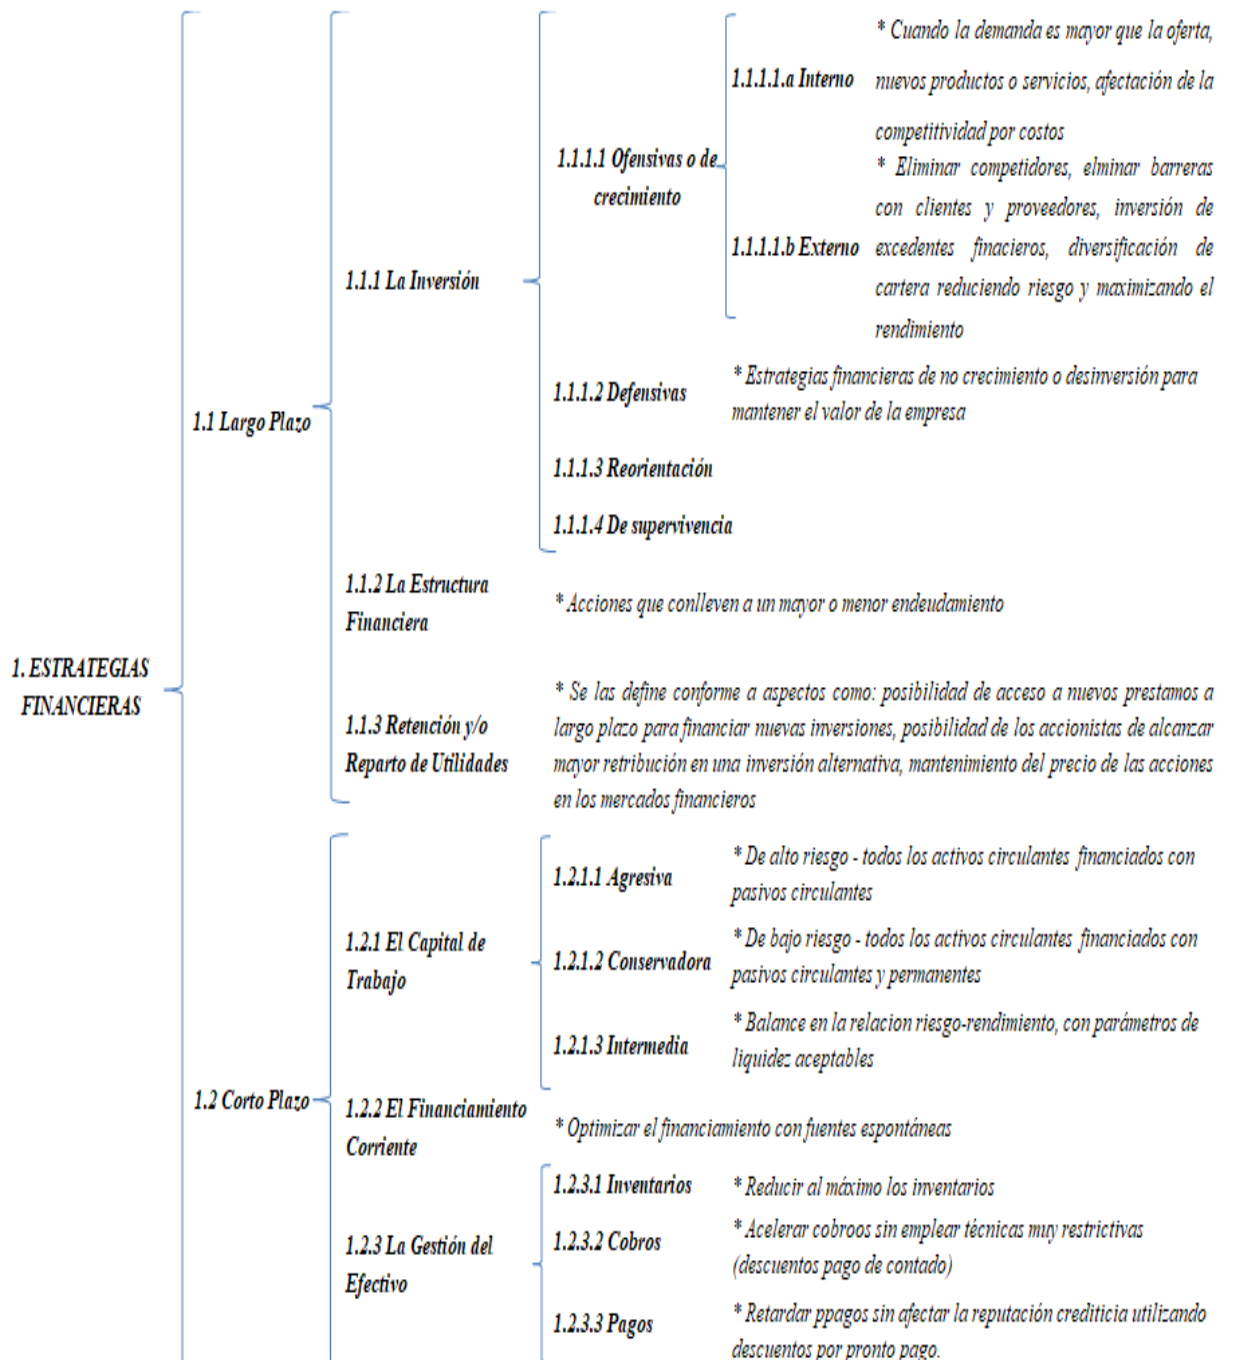 * Cuando la demanda es mayor que la oferta,
1.1.1.1.a Interno nuevos productos o servicios, afectación de la
competitividad por costos
1.1.1.1 Ofensivas o de
crecimiento
* Eliminar competidores, elminar barreras
con clientes y proveedores, inversión de
1.1.1.1.b Externo excedentes finacieros, diversificación de
cartera reduciendo riesgo y maximizando el
rendimiento
1.1.1 La Inversión
1.1.1.2 Defensivas
* Estrategias financieras de no crecimiento o desinversión para
mantener el valor de la empresa
1.1 Largo Plazo
1.1.1.3 Reorientación
1.1.1.4 De supervivencia
1.1.2 La Estructura
Financiera
* Acciones que conlleven a un mayor o menor endeudamiento
1. ESTRATEGIAS
FINANCIERAS
1.1.3 Retención y/o
Reparto de Utilidades
* Se las define conforme a aspectos como: posibilidad de acceso a nuevos prestamos a
largo plazo para financiar nuevas inversiones, posibilidad de los accionistas de alcanzar
mayor retribución en una inversión alternativa, mantenimiento del precio de las acciones
en los mercados financieros
1.2.1.1 Agresiva
* De alto riesgo - todos los activos circulantes financiados con
pasivos circulantes
1.2.1 El Capital de
Trabajo
1.2.1.2 Conservadora
* De bajo riesgo - todos los activos circulantes financiados con
pasivos circulantes y permanentes
1.2.1.3 Intermedia
* Balance en la relacion riesgo-rendimiento, con parámetros de
liquidez aceptables
1.2 Corto Plazo
1.2.2 El Financiamiento
Corriente
* Optimizar el financiamiento con fuentes espontáneas
1.2.3.1 Inventarios
* Reducir al máximo los inventarios
1.2.3 La Gestión del
Efectivo
1.2.3.2 Cobros
* Acelerar cobroos sin emplear técnicas muy restrictivas
(descuentos pago de contado)
1.2.3.3 Pagos
* Retardar ppagos sin afectar la reputación crediticia utilizando
descuentos por pronto pago.